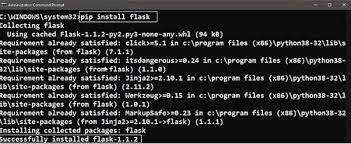 Administrator: Command Prompt
C:\WINDOWS\system32>pip install flask
Collecting flask
  Using cached Flask-1.1.2-py2.py3-none-any.whl (94 kB)
Requirement already satisfied: click>=5.1 in c:\program files (x86)\python38-32\lib\s
ite-packages (from flask) (7.1.1)
Requirement already satisfied: itsdangerous>=0.24 in c:\program files (x86)\python38-
32\lib\site-packages (from flask) (1.1.0)
Requirement already satisfied: Jinja2>=2.10.1 in c:\program files (x86)\python38-32\l
ib\site-packages (from flask) (2.11.2)
Requirement already satisfied: Werkzeug>=0.15 in c:\program files (x86)\python38-32\l
ib\site-packages (from flask) (1.0.1)
Requirement already satisfied: MarkupSafe>=0.23 in c:\program files (x86)\python38-32
\lib\site-packages (from Jinja2>=2.10.1->flask) (1.1.1)
Installing collected packages: flask
Successfully installed flask-1.1.2